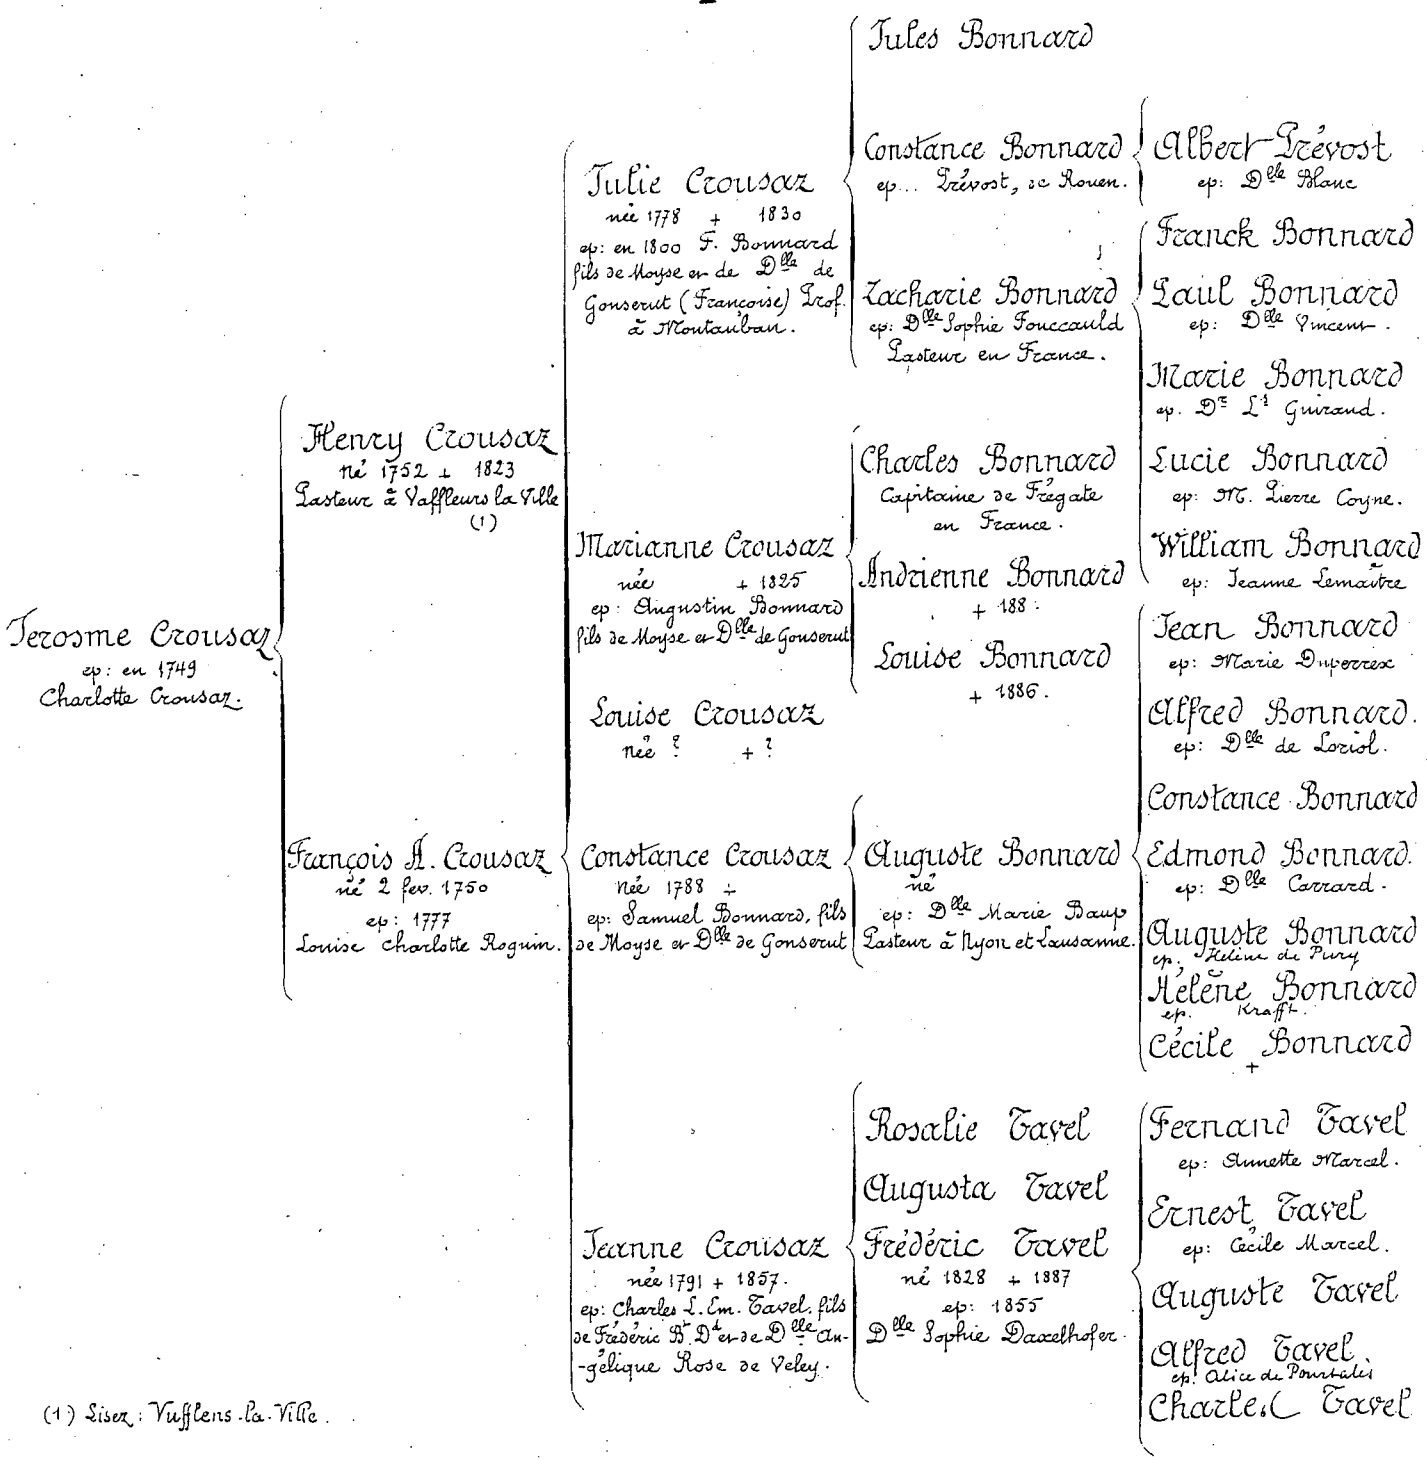 Jerosme Crousaz
ep: en 1749
Charlotte Crousaz.
Henry Crousaz
né 1752 + 1823
Pasteur à Vaffleurs la Ville
(1)
François A. Crousaz
né 2 fev. 1750
ep: 1777
Louise Charlotte Roguin.
Julie Crousaz
née 1778 + 1830
ep: en 1800 F. Bonnard
fils de Moyse et de Dlle de
Gonserut (Françoise) Prof.
à Montauban.
Marianne Crousaz
née + 1825
ep: Augustin Bonnard
fils de Moyse et Dlle de Gonserut
Louise Crousaz
née ? + ?
Constance Crousaz
née 1788 +
ep: Samuel Bonnard, fils
de Moyse et Dlle de Gonserut
Jeanne Crousaz
née 1791 + 1857.
ep: Charles L. Em. Tavel. fils
de Frédéric Bt Dd et de Dlle An-
-gélique Rose de Veley.
Jules Bonnard
Constance Bonnard
ep... Prévost, de Rouen.
Zacharie Bonnard
ep: Dlle Sophie Fouccauld
Pasteur en France.
Charles Bonnard
Capitaine de Frégate
en France.
Andrienne Bonnard
+ 188.
Louise Bonnard
+ 1886.
Auguste Bonnard
né
ep: Dlle Marie Baup
Pasteur à Nyon et Lausanne.
Rosalie Tavel
Augusta Tavel
Frédéric Tavel
né 1828 + 1887
ep: 1855
Dlle Sophie Daxelhofer.
Albert Prévost
ep: Dlle Blanc
Franck Bonnard
Paul Bonnard
ep: Dlle Vincent.
Marie Bonnard
ep. Dr Ls Guiraud.
Lucie Bonnard
ep: M. Pierre Coyne.
William Bonnard
ep: Jeanne Lemaître
Jean Bonnard
ep: Marie Duperrex
Alfred Bonnard.
ep: Dlle de Loriol.
Constance Bonnard
Edmond Bonnard.
ep: Dlle Carrard.
Auguste Bonnard
ep. Hélène de Pury
Hélène Bonnard
ep. Krafft.
Cécile Bonnard
+
Fernand Tavel
ep: Annette Marcel.
Ernest Tavel
ep: Cécile Marcel.
Auguste Tavel
Alfred Tavel.
ep. Alice de Pourtalès
Charles Tavel
(1) Lisez: Vufflens-la-Ville.